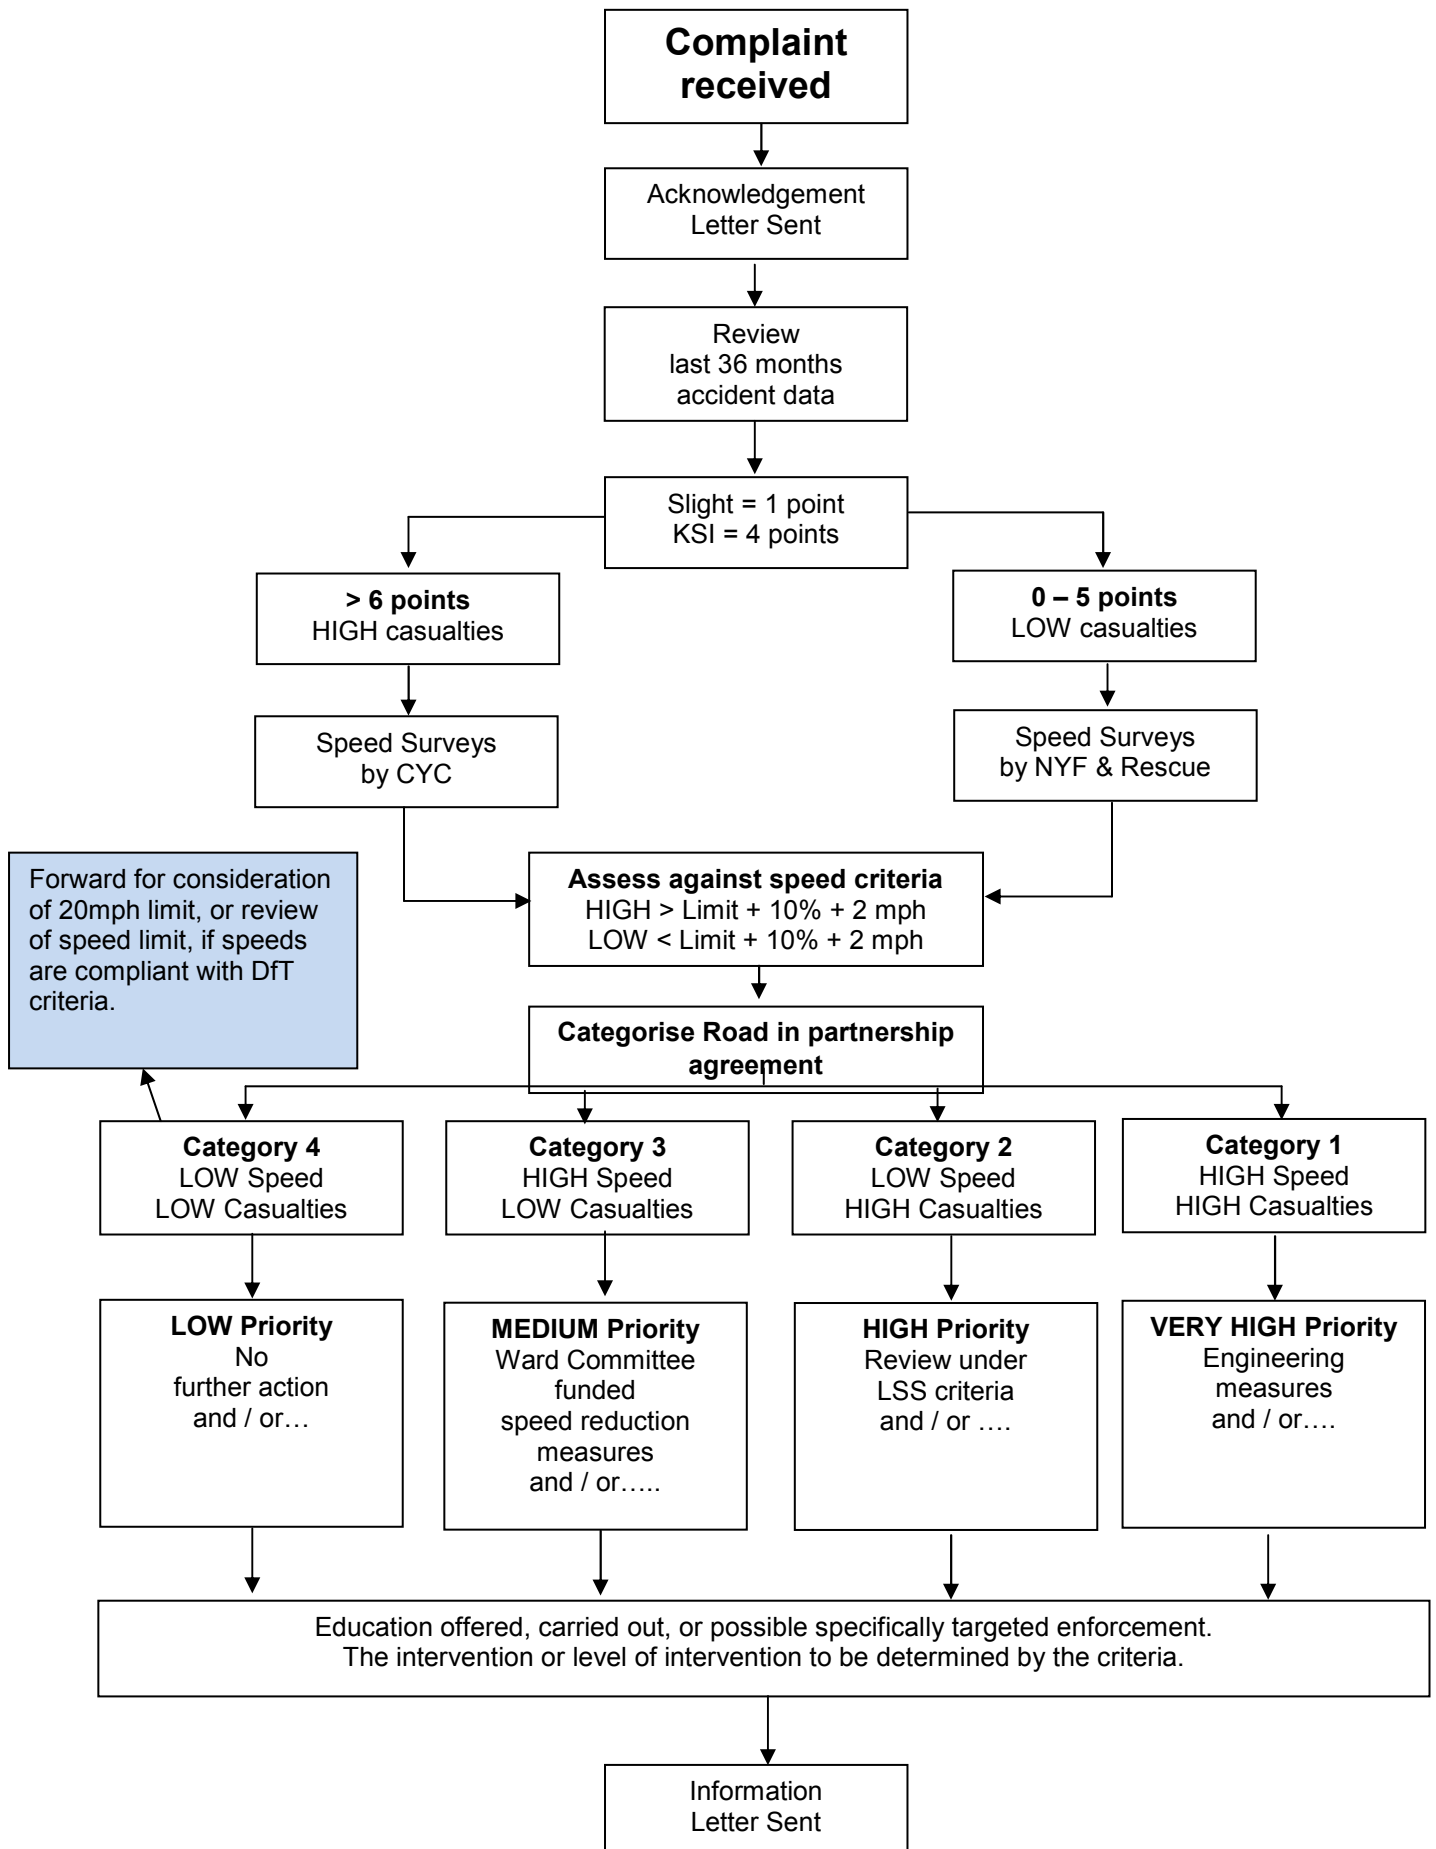 Complaint
received
Acknowledgement
Letter Sent
Review
last 36 months
accident data
Slight = 1 point
KSI = 4 points
> 6 points
HIGH casualties
0 – 5 points
LOW casualties
Speed Surveys
by CYC
Speed Surveys
by NYF & Rescue
Forward for consideration
of 20mph limit, or review
of speed limit, if speeds
are compliant with DfT
criteria.
Assess against speed criteria
HIGH > Limit + 10% + 2 mph
LOW < Limit + 10% + 2 mph
Categorise Road in partnership
agreement
Category 4
LOW Speed
LOW Casualties
Category 3
HIGH Speed
LOW Casualties
Category 2
LOW Speed
HIGH Casualties
Category 1
HIGH Speed
HIGH Casualties
LOW Priority
No
further action
and / or…
MEDIUM Priority
Ward Committee
funded
speed reduction
measures
and / or…..
HIGH Priority
Review under
LSS criteria
and / or ….
VERY HIGH Priority
Engineering
measures
and / or….
Education offered, carried out, or possible specifically targeted enforcement.
The intervention or level of intervention to be determined by the criteria.
Information
Letter Sent